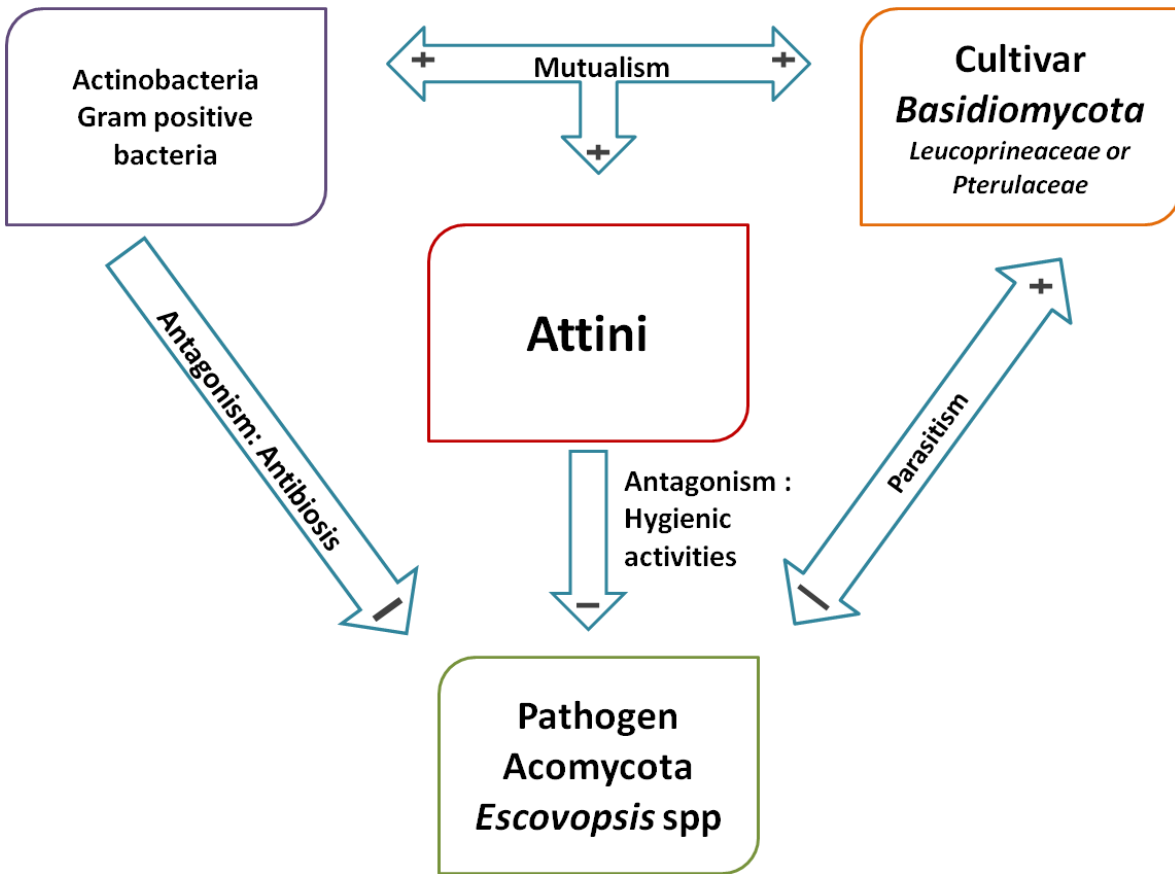 Actinobacteria
Gram positive
bacteria
+ Mutualism +
+
Cultivar
Basidiomycota
Leucoprineaceae or
Pterulaceae
Attini
Antagonism: Antibiosis
−
Antagonism :
Hygienic
activities
−
+
Parasitism
−
Pathogen
Acomycota
Escovopsis spp